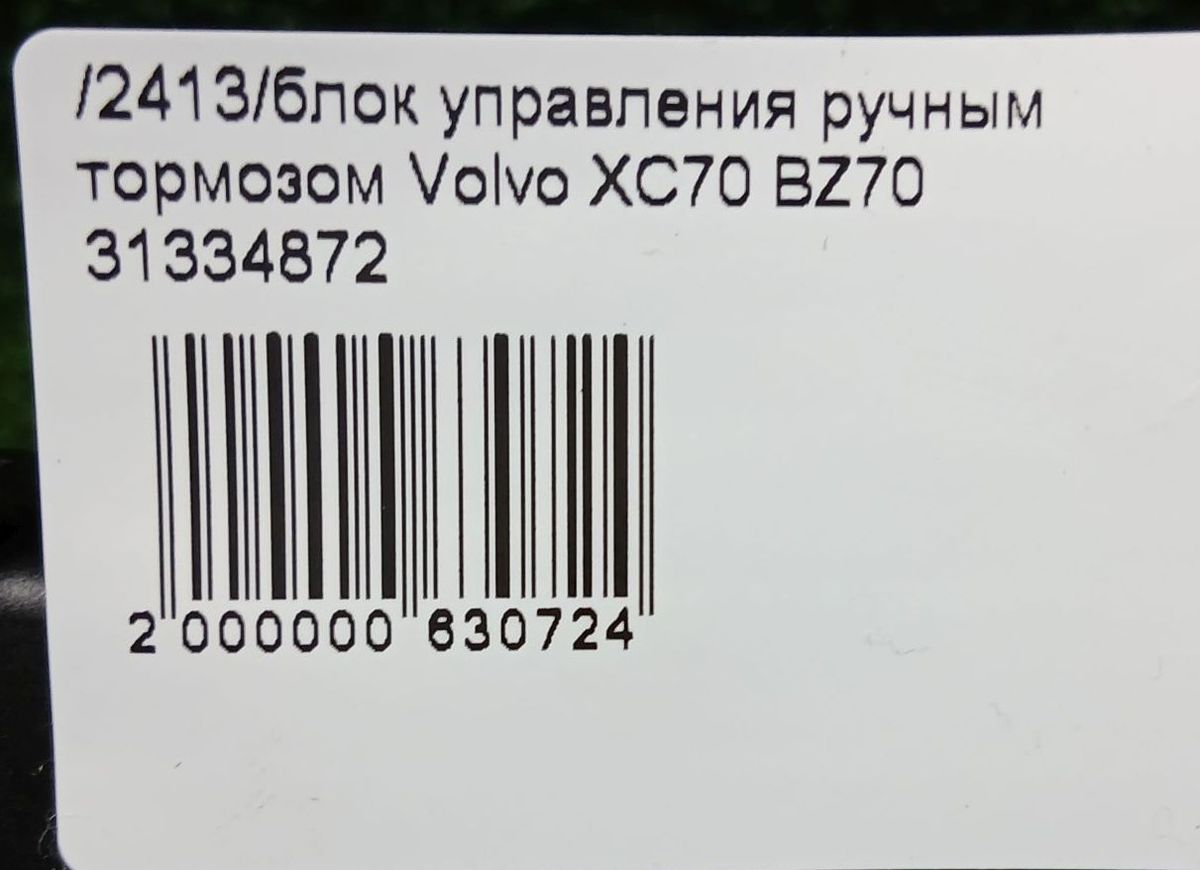 /2413/блок управления ручным
тормозом Volvo XC70 BZ70
31334872
2 000000 630724